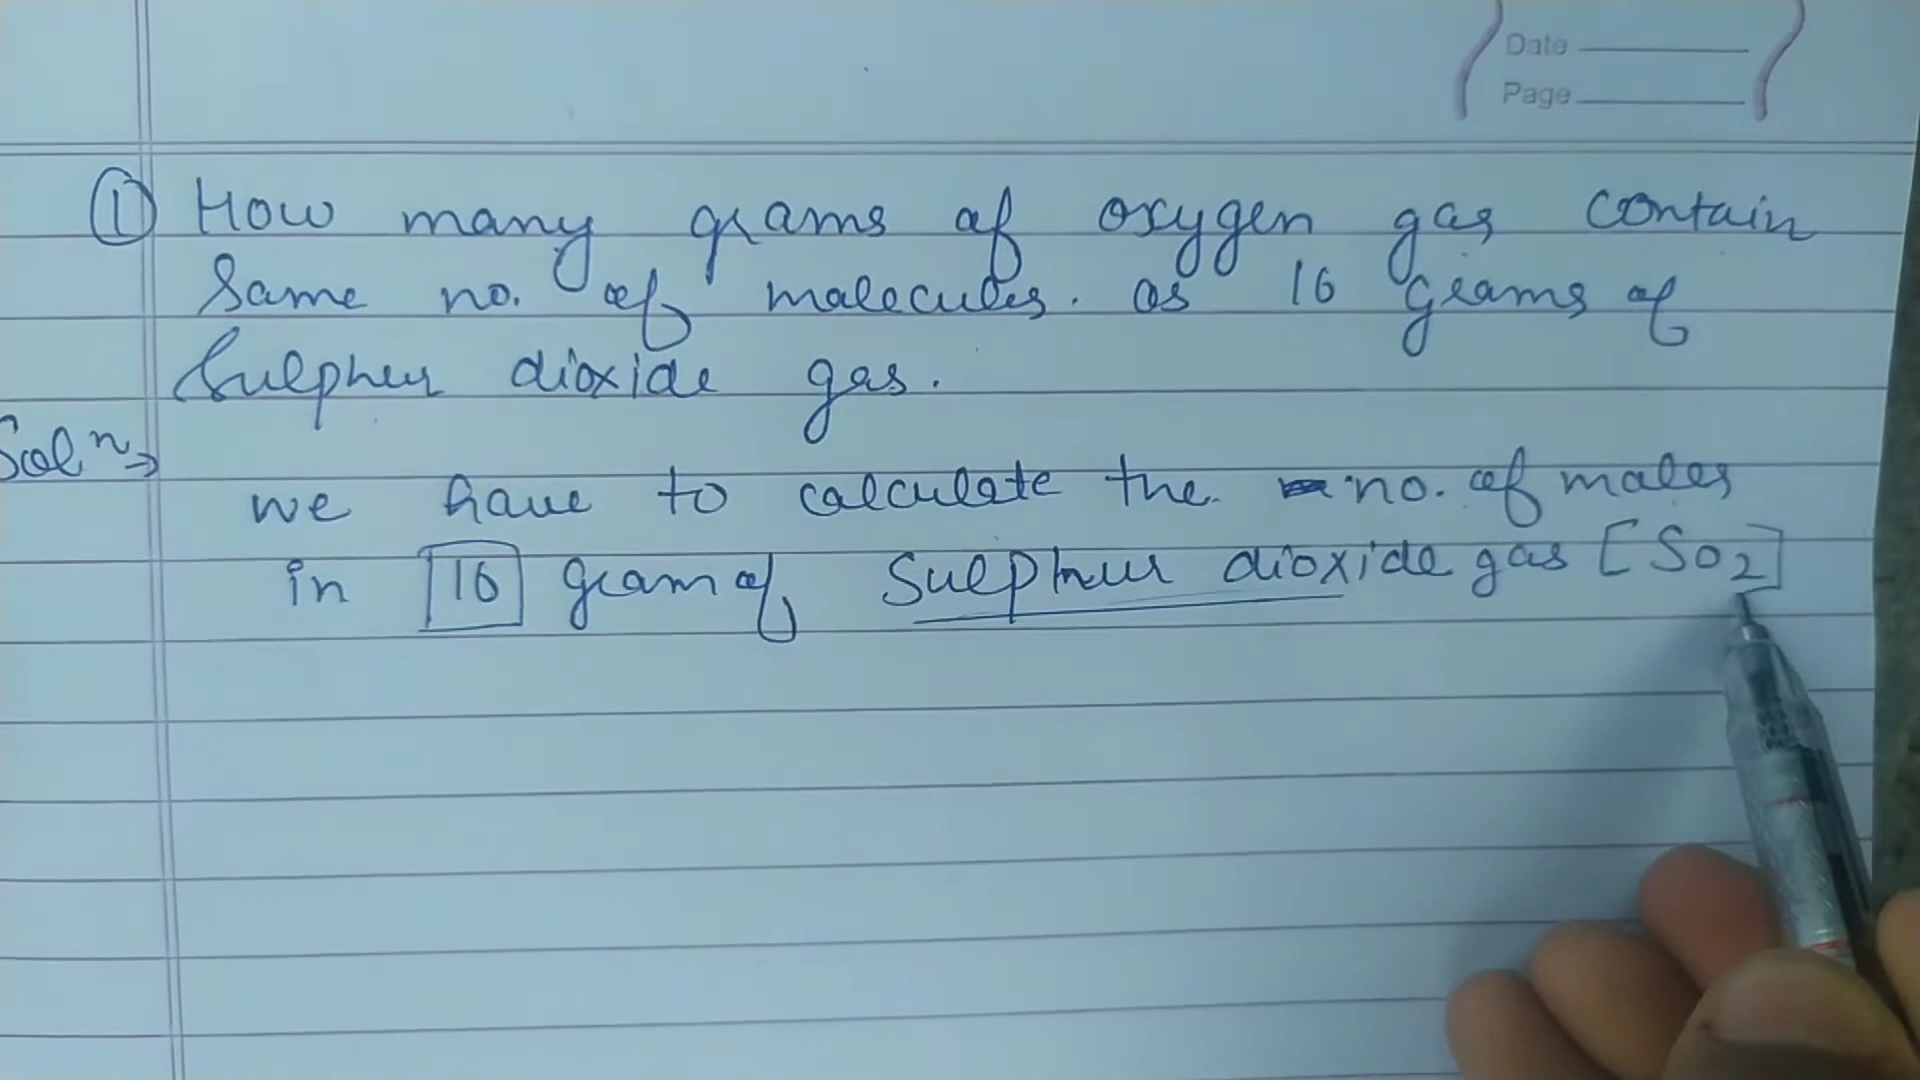 Date
Page
① How many grams of oxygen gas contain
Same no. of molecules. as 16 grams of
Sulphur dioxide gas.
Solⁿ→
we have to calculate the no. of moles
in 16 gram of Sulphur dioxide gas [SO2]